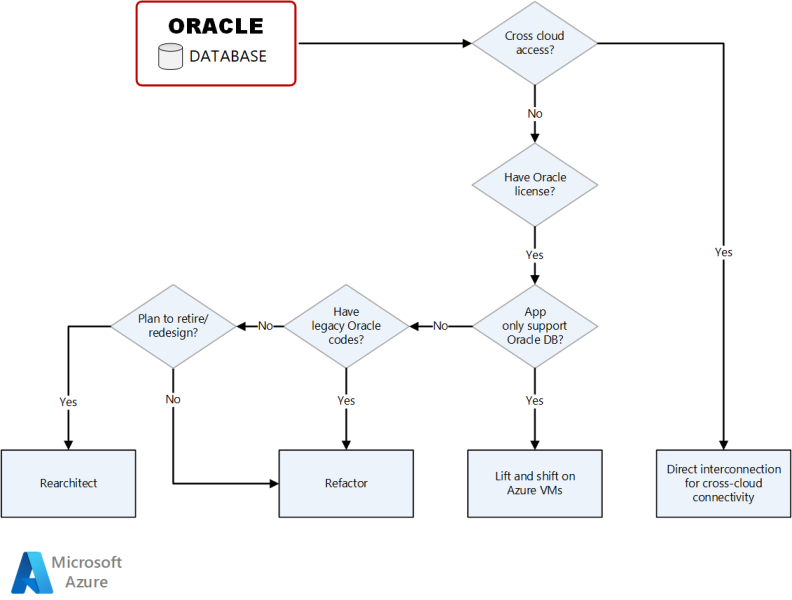 ORACLE
DATABASE
Cross cloud
access?
No
Have Oracle
license?
Yes
Yes
Plan to retire/
redesign?
No
Have
legacy Oracle
codes?
No
App
only support
Oracle DB?
Yes
No
Yes
Yes
Rearchitect
Refactor
Lift and shift on
Azure VMs
Direct interconnection
for cross-cloud
connectivity
Microsoft
Azure